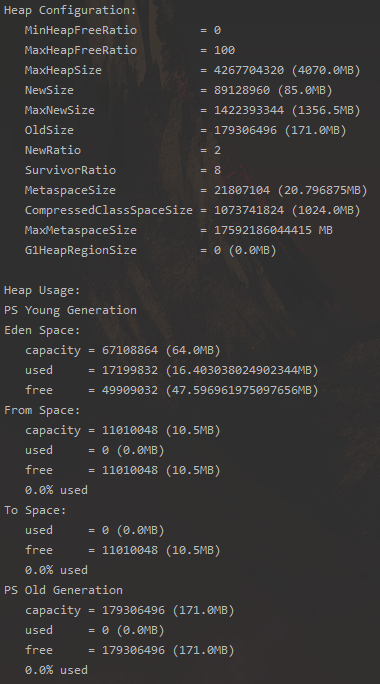 Heap Configuration:
MinHeapFreeRatio = 0
MaxHeapFreeRatio = 100
MaxHeapSize = 4267704320 (4070.0MB)
NewSize = 89128960 (85.0MB)
MaxNewSize = 1422393344 (1356.5MB)
OldSize = 179306496 (171.0MB)
NewRatio = 2
SurvivorRatio = 8
MetaspaceSize = 21807104 (20.796875MB)
CompressedClassSpaceSize = 1073741824 (1024.0MB)
MaxMetaspaceSize = 17592186044415 MB
G1HeapRegionSize = 0 (0.0MB)
Heap Usage:
PS Young Generation
Eden Space:
capacity = 67108864 (64.0MB)
used = 17199832 (16.403038024902344MB)
free = 49909032 (47.596961975097656MB)
From Space:
capacity = 11010048 (10.5MB)
used = 0 (0.0MB)
free = 11010048 (10.5MB)
0.0% used
To Space:
used = 0 (0.0MB)
free = 11010048 (10.5MB)
0.0% used
PS Old Generation
capacity = 179306496 (171.0MB)
used = 0 (0.0MB)
free = 179306496 (171.0MB)
0.0% used